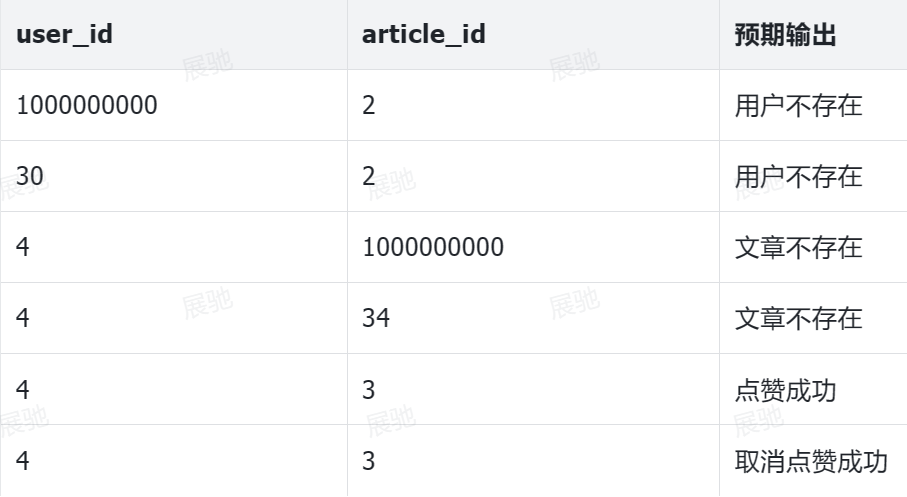 user_id article_id 预期输出
1000000000 2 用户不存在
30 2 用户不存在
4 1000000000 文章不存在
4 34 文章不存在
4 3 点赞成功
4 3 取消点赞成功
展驰 展驰
展驰 展驰 展驰
展驰 展驰
展驰 展驰 展驰